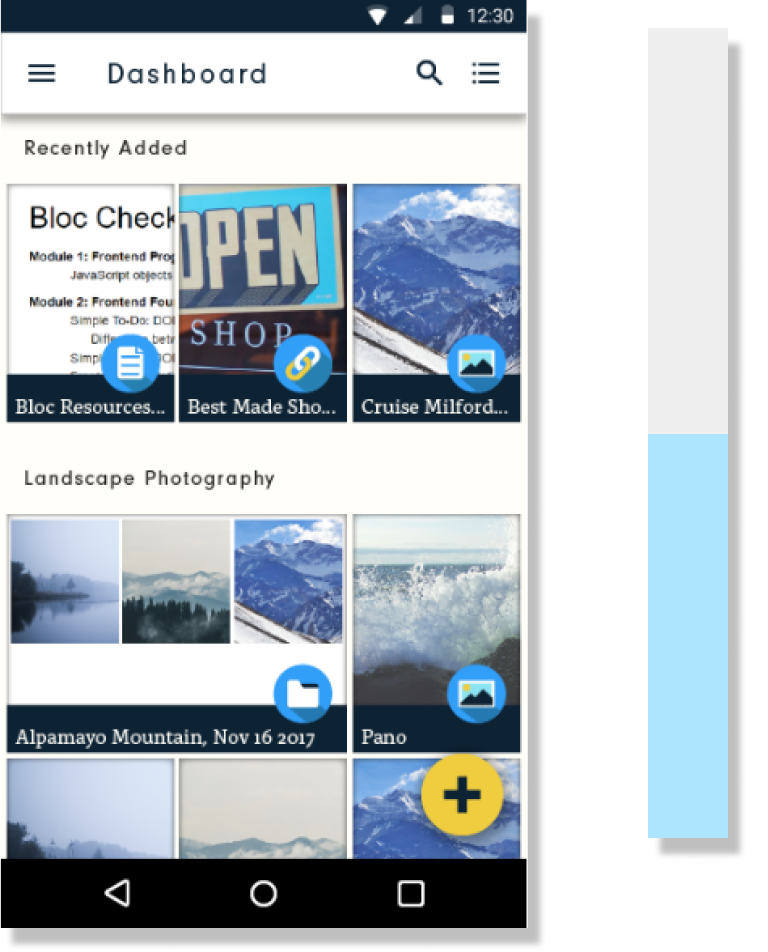 12:30
Dashboard
Recently Added
Bloc Check
Module 1: Frontend Prog
JavaScript objects
Module 2: Frontend Fou
Simple To-Do: DO
Diffe betw
Simpl DO
OPEN
SHOP
Bloc Resources...
Best Made Sho...
Cruise Milford...
Landscape Photography
Alpamayo Mountain, Nov 16 2017
Pano